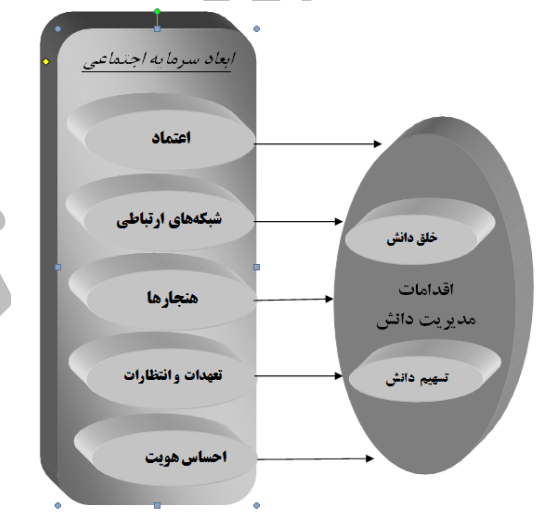 ابعاد سرمایه اجتماعی
اعتماد
شبکه‌های ارتباطی
هنجارها
تعهدات و انتظارات
احساس هویت
خلق دانش
اقدامات
مدیریت دانش
تسهیم دانش